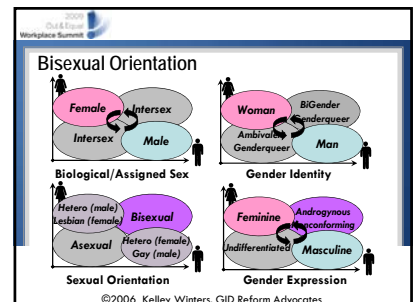 2009
Out & Equal
Workplace Summit
Bisexual Orientation
Female
Intersex
Intersex
Male
Biological/Assigned Sex
Woman
BiGender
Genderqueer
Ambivalent
Genderqueer
Man
Gender Identity
Hetero (male)
Lesbian (female)
Bisexual
Asexual
Hetero (female)
Gay (male)
Sexual Orientation
Feminine
Androgynous
Nonconforming
Undifferentiated
Masculine
Gender Expression
©2006 Kelley Winters, GID Reform Advocates